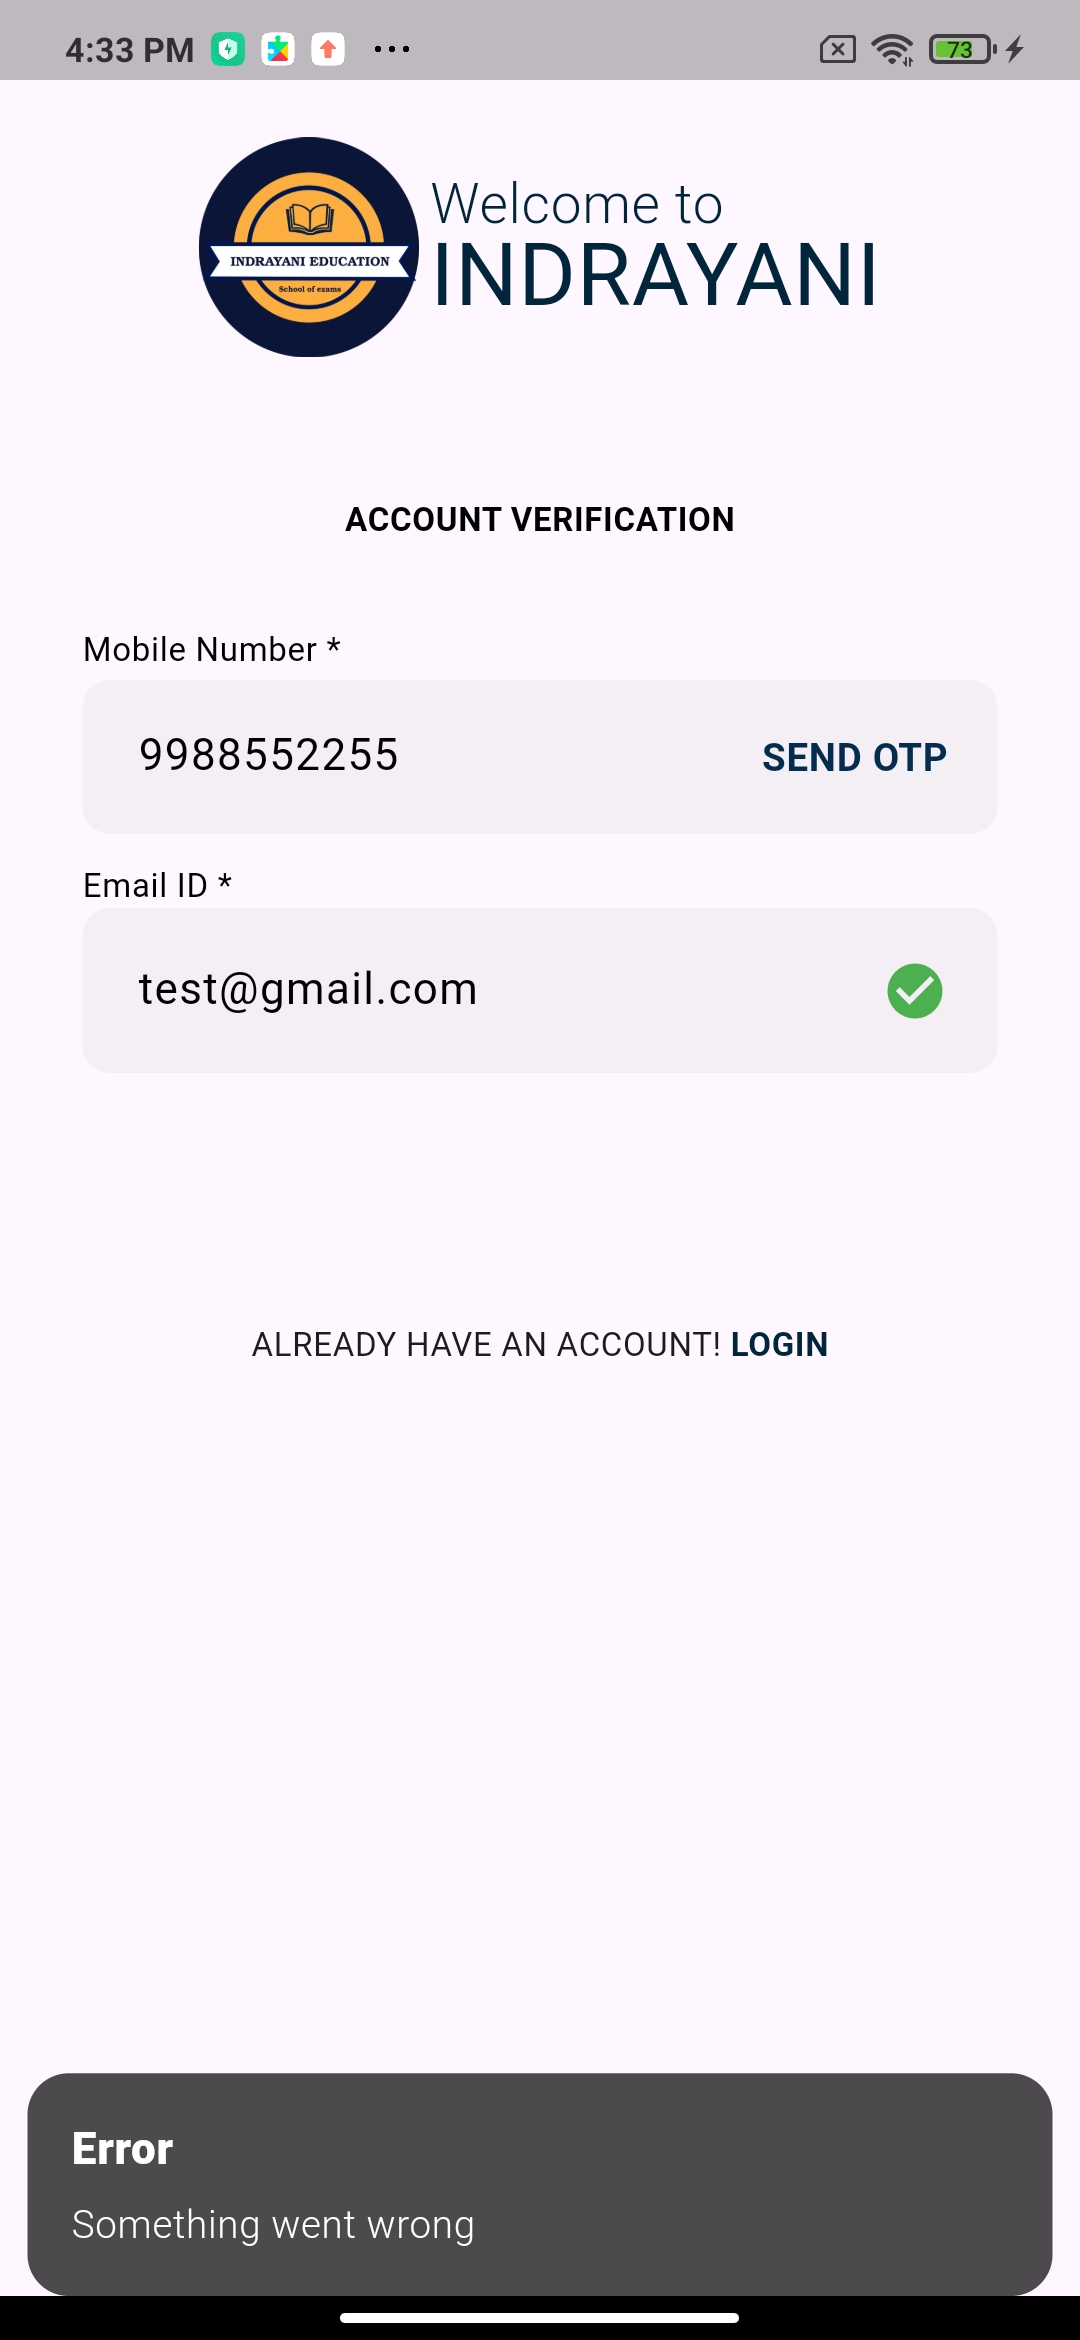 4:33 PM
73
INDRAYANI EDUCATION
School of exams
Welcome to
INDRAYANI
ACCOUNT VERIFICATION
Mobile Number *
9988552255 SEND OTP
Email ID *
test@gmail.com
ALREADY HAVE AN ACCOUNT! LOGIN
Error
Something went wrong